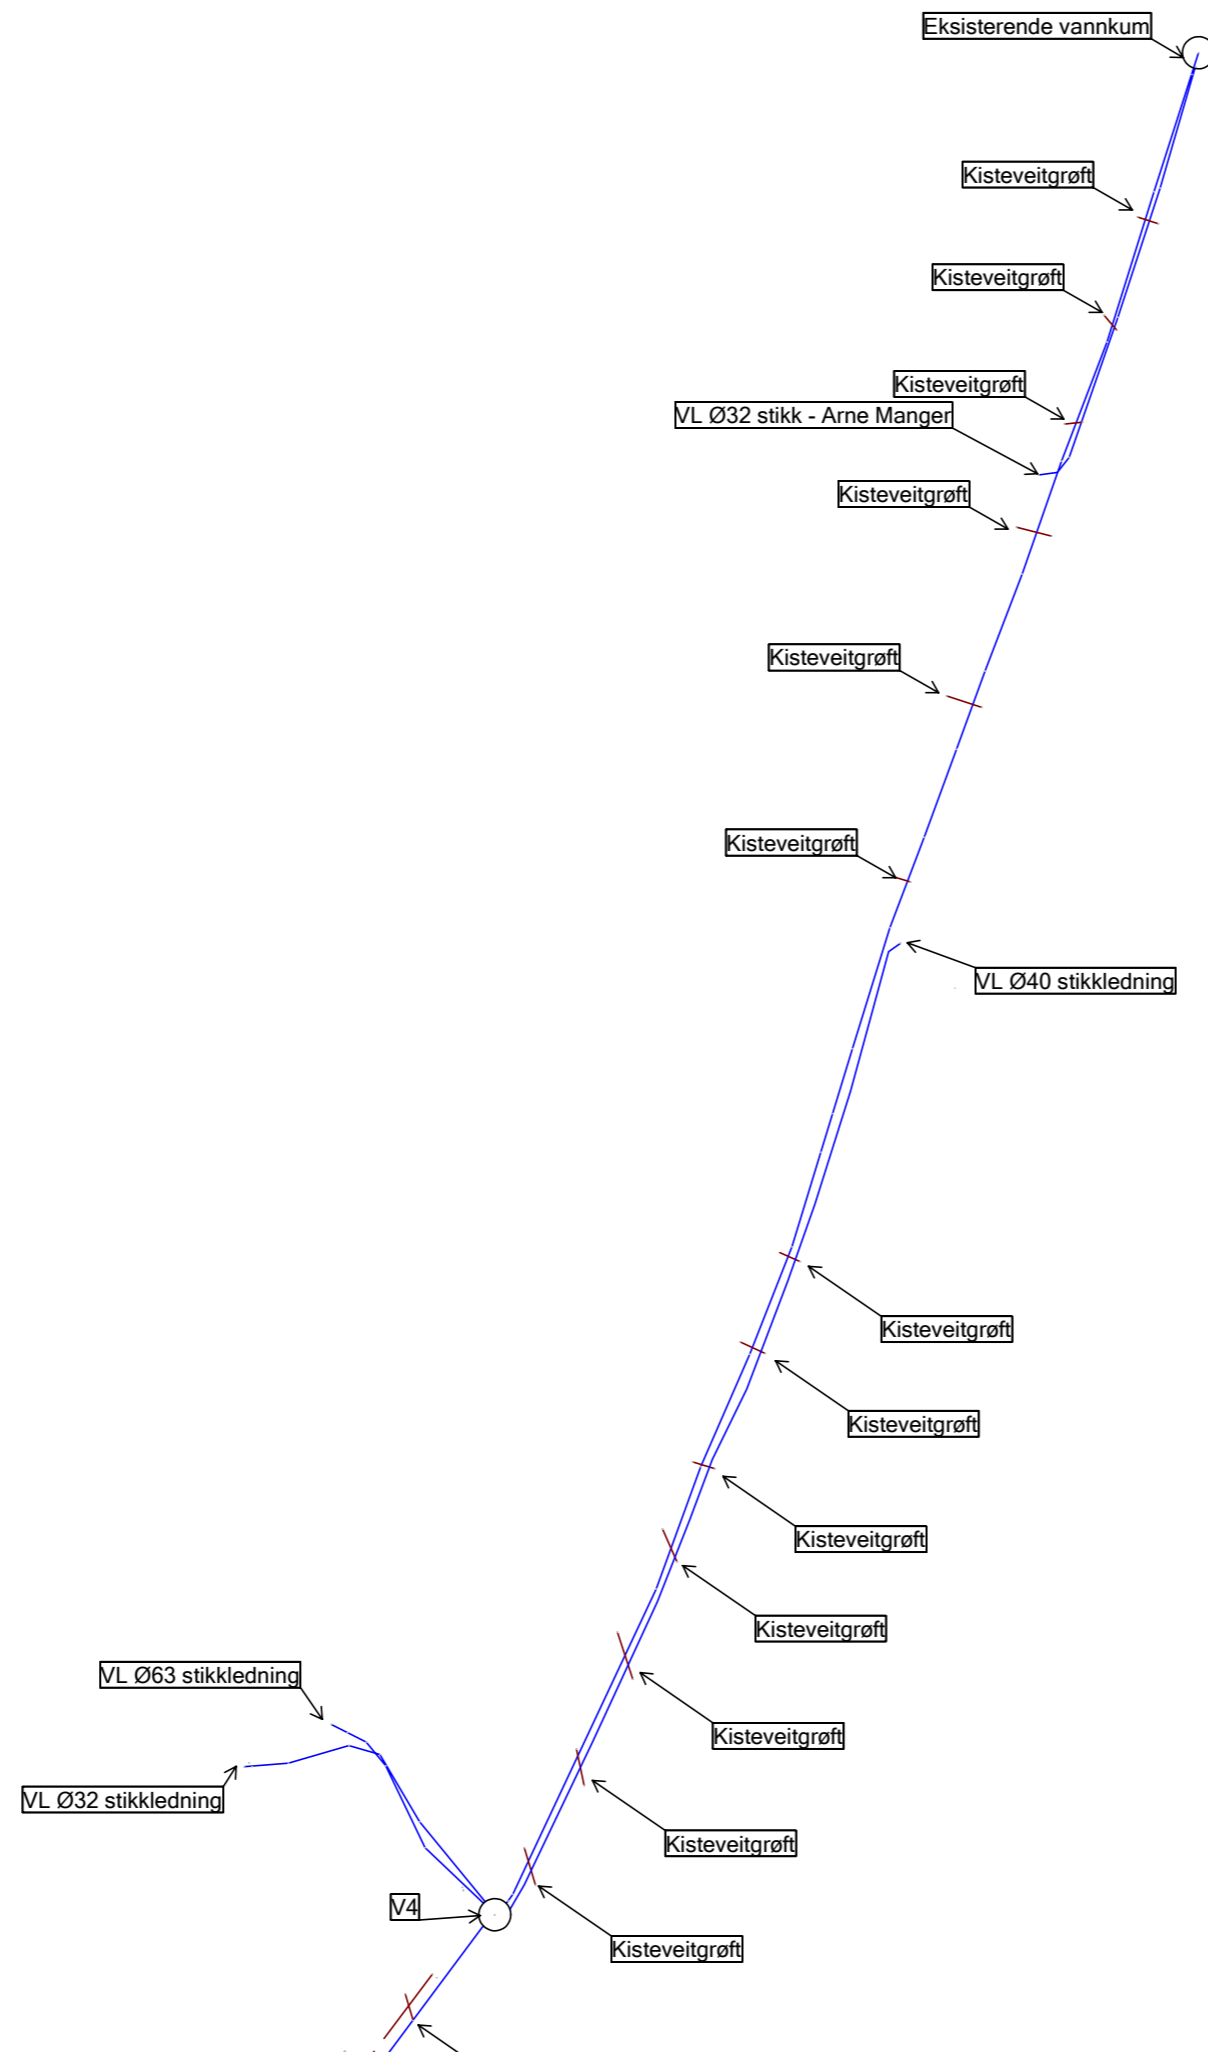 Eksisterende vannkum
Kisteveitgrøft
Kisteveitgrøft
Kisteveitgrøft
VL Ø32 stikk - Arne Manger
Kisteveitgrøft
Kisteveitgrøft
Kisteveitgrøft
VL Ø40 stikkledning
Kisteveitgrøft
Kisteveitgrøft
Kisteveitgrøft
Kisteveitgrøft
VL Ø63 stikkledning
Kisteveitgrøft
VL Ø32 stikkledning
Kisteveitgrøft
V4
Kisteveitgrøft